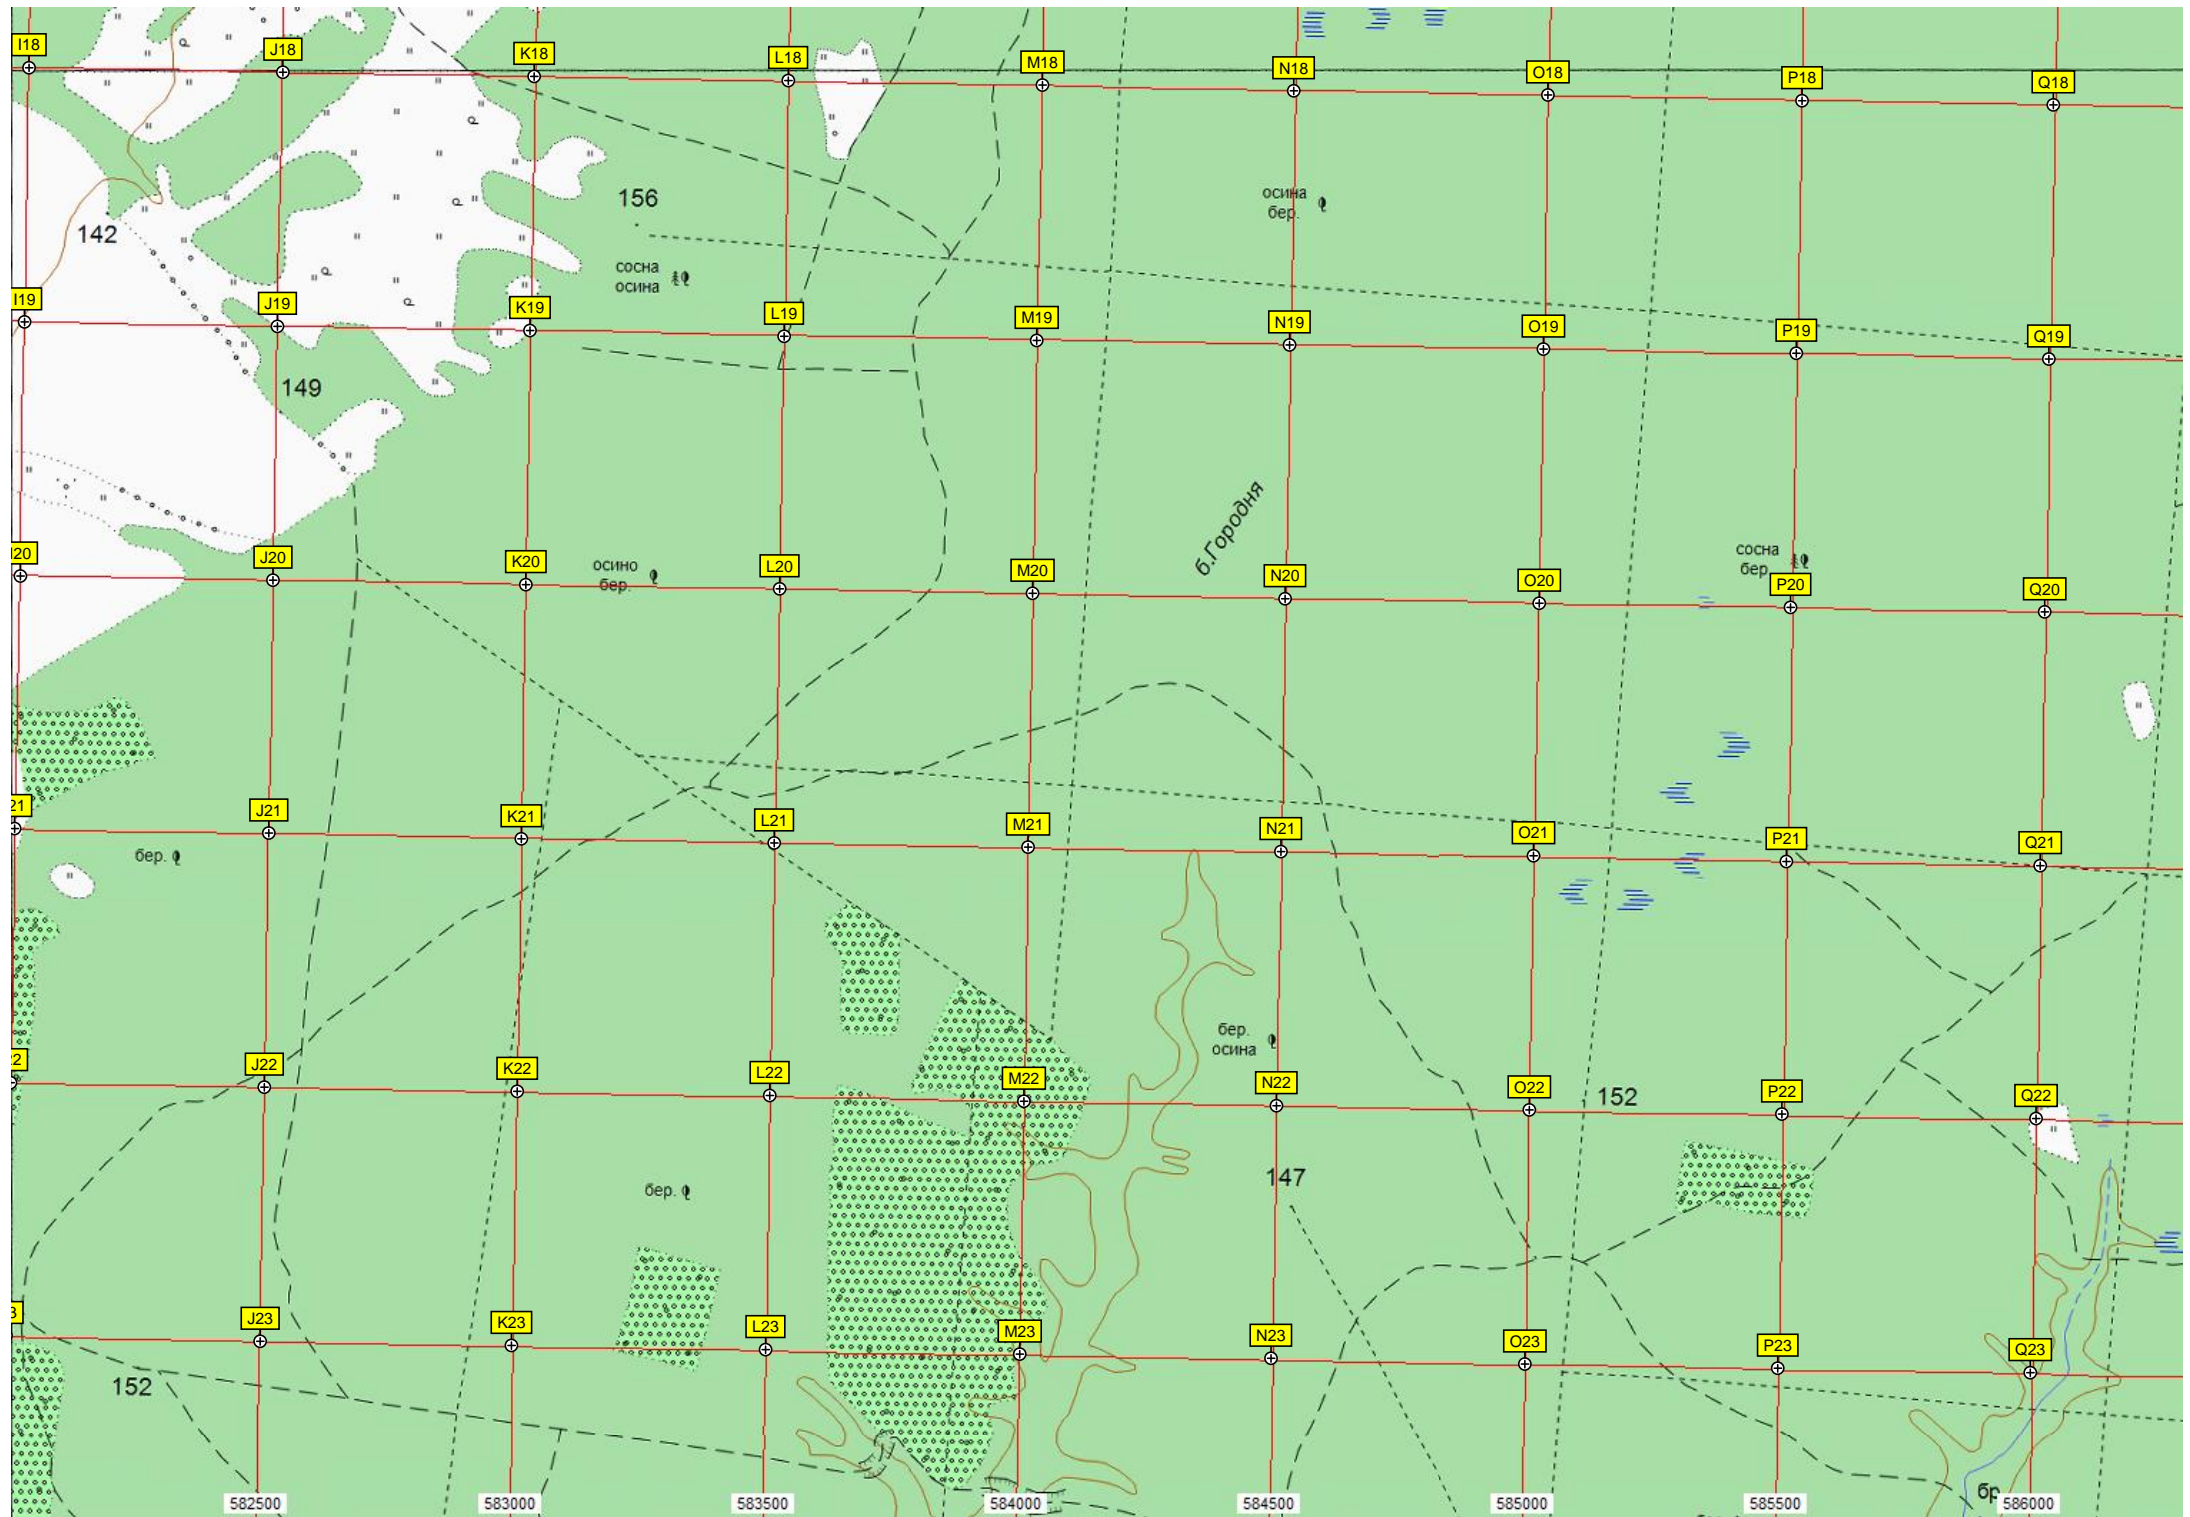 I18 J18 K18 L18 M18 N18 O18 P18 Q18
156
осина
бер.
142
сосна
осина
I19 J19 K19 L19 M19 N19 O19 P19 Q19
149
б.Городня
осино
бер.
сосна
бер.
20 J20 K20 L20 M20 N20 O20 P20 Q20
21 J21 K21 L21 M21 N21 O21 P21 Q21
бер.
бер.
осина
22 J22 K22 L22 M22 N22 O22 P22 Q22
152
147
бер.
3 J23 K23 L23 M23 N23 O23 P23 Q23
152
бр
582500 583000 583500 584000 584500 585000 585500 586000